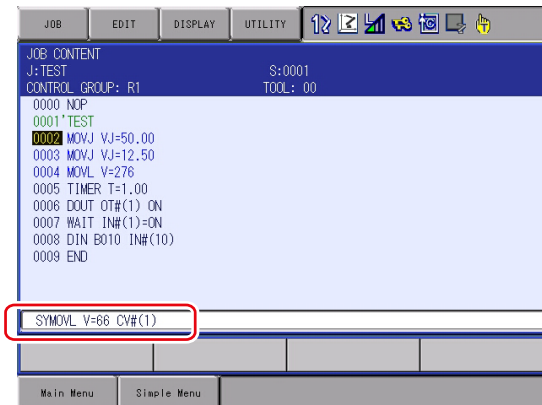 JOB EDIT DISPLAY UTILITY
JOB CONTENT
J:TEST S:0001
CONTROL GROUP: R1 TOOL: 00
0000 NOP
0001'TEST
0002 MOVJ VJ=50.00
0003 MOVJ VJ=12.50
0004 MOVL V=276
0005 TIMER T=1.00
0006 DOUT OT#(1) ON
0007 WAIT IN#(1)=ON
0008 DIN B010 IN#(10)
0009 END
SYMOVL V=66 CV#(1)
Main Menu Simple Menu